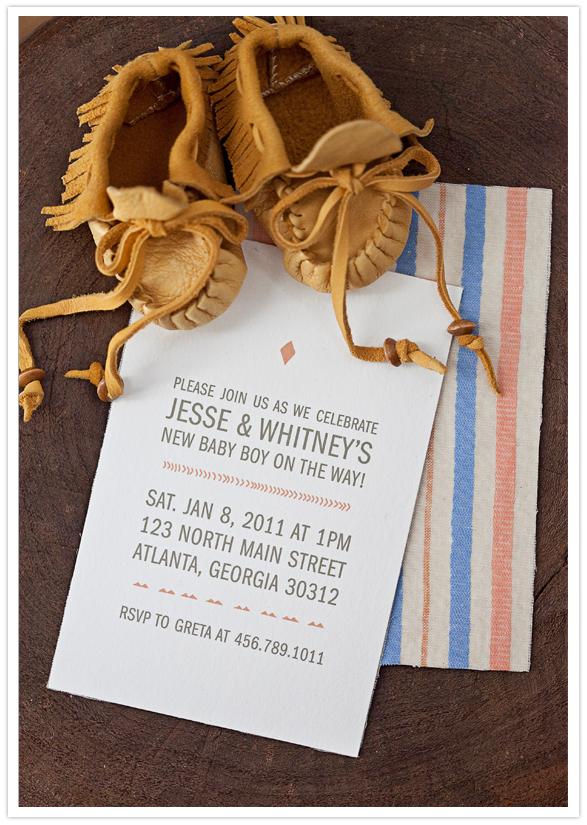 PLEASE JOIN US AS WE CELEBRATE
JESSE & WHITNEY'S
NEW BABY BOY ON THE WAY!
SAT. JAN 8, 2011 AT 1PM
123 NORTH MAIN STREET
ATLANTA, GEORGIA 30312
RSVP TO GRETA AT 456.789.1011